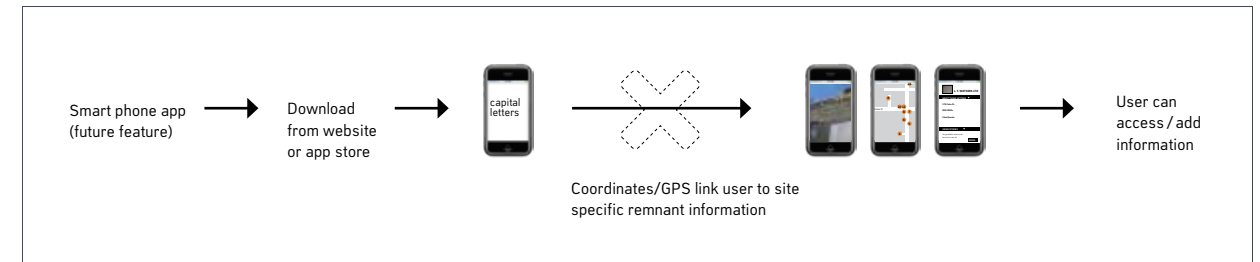 Smart phone app
(future feature)
Download
from website
or app store
capital
letters
Coordinates/GPS link user to site
specific remnant information
User can
access / add
information